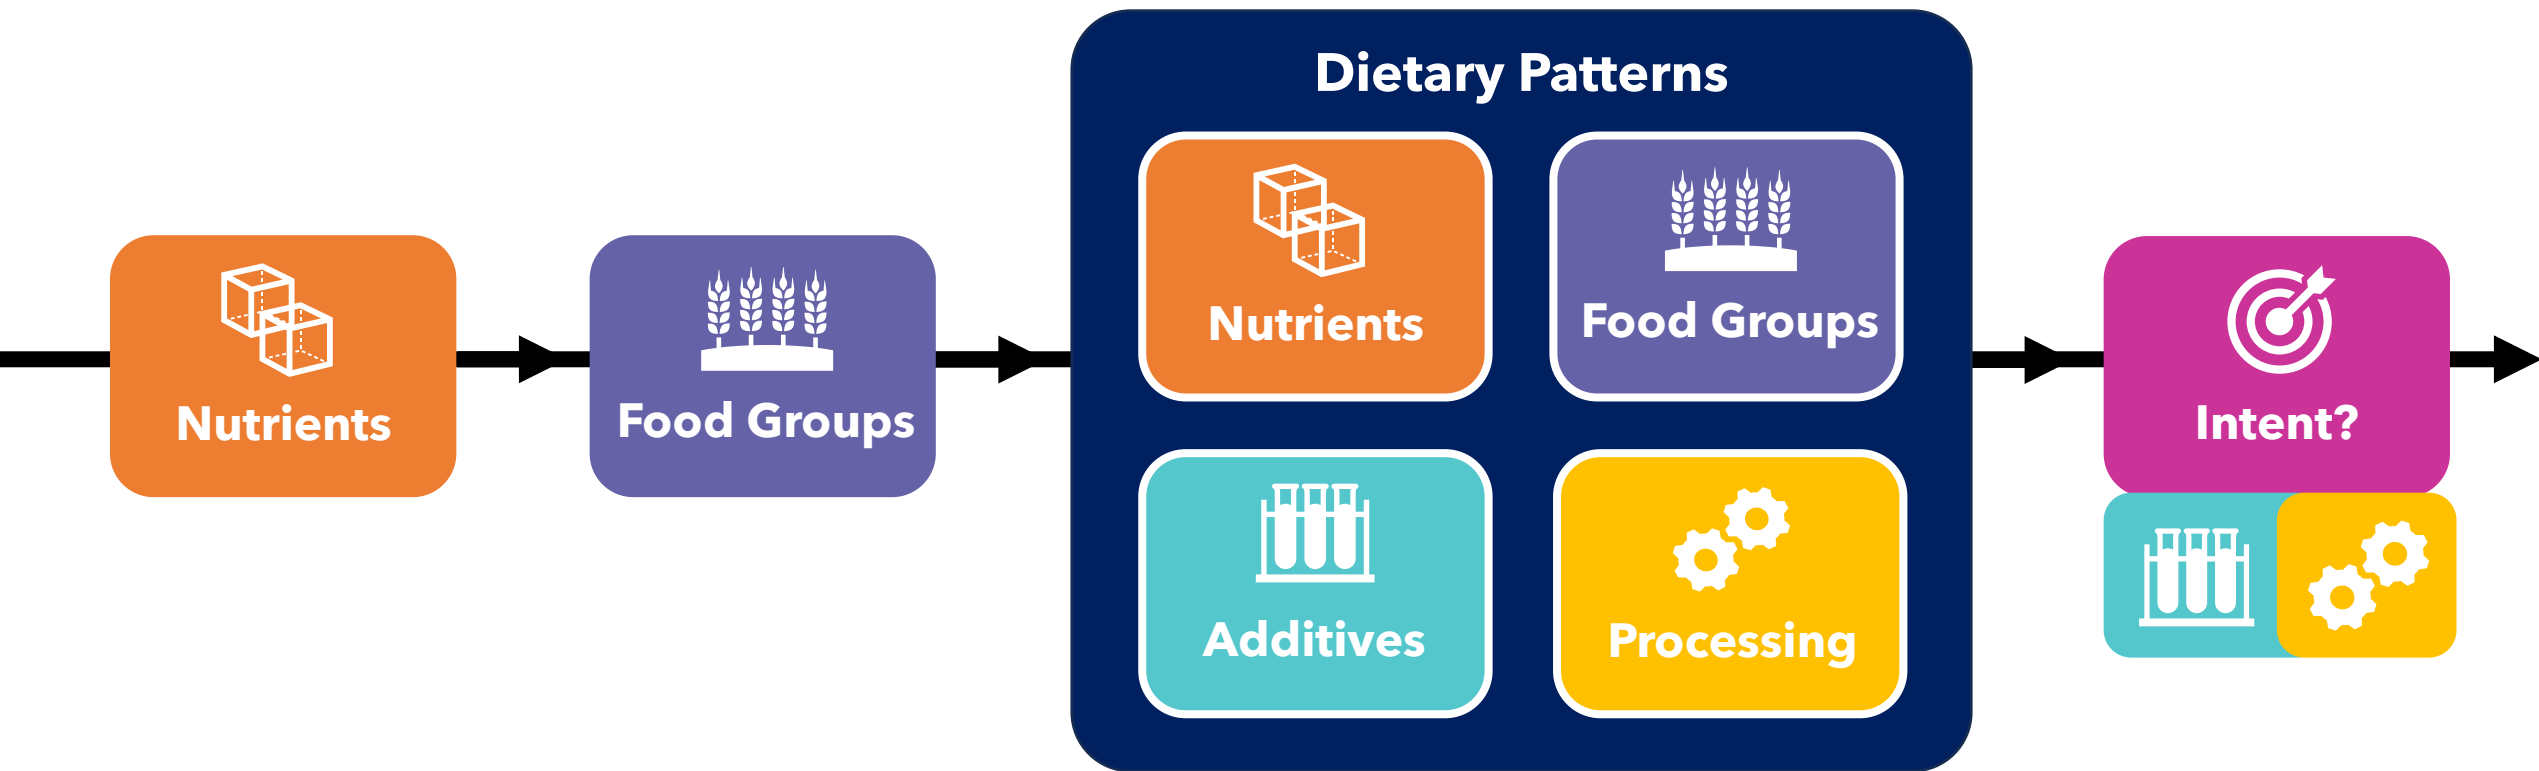 Dietary Patterns
Nutrients
Food Groups
Nutrients
Food Groups
Additives
Processing
Intent?